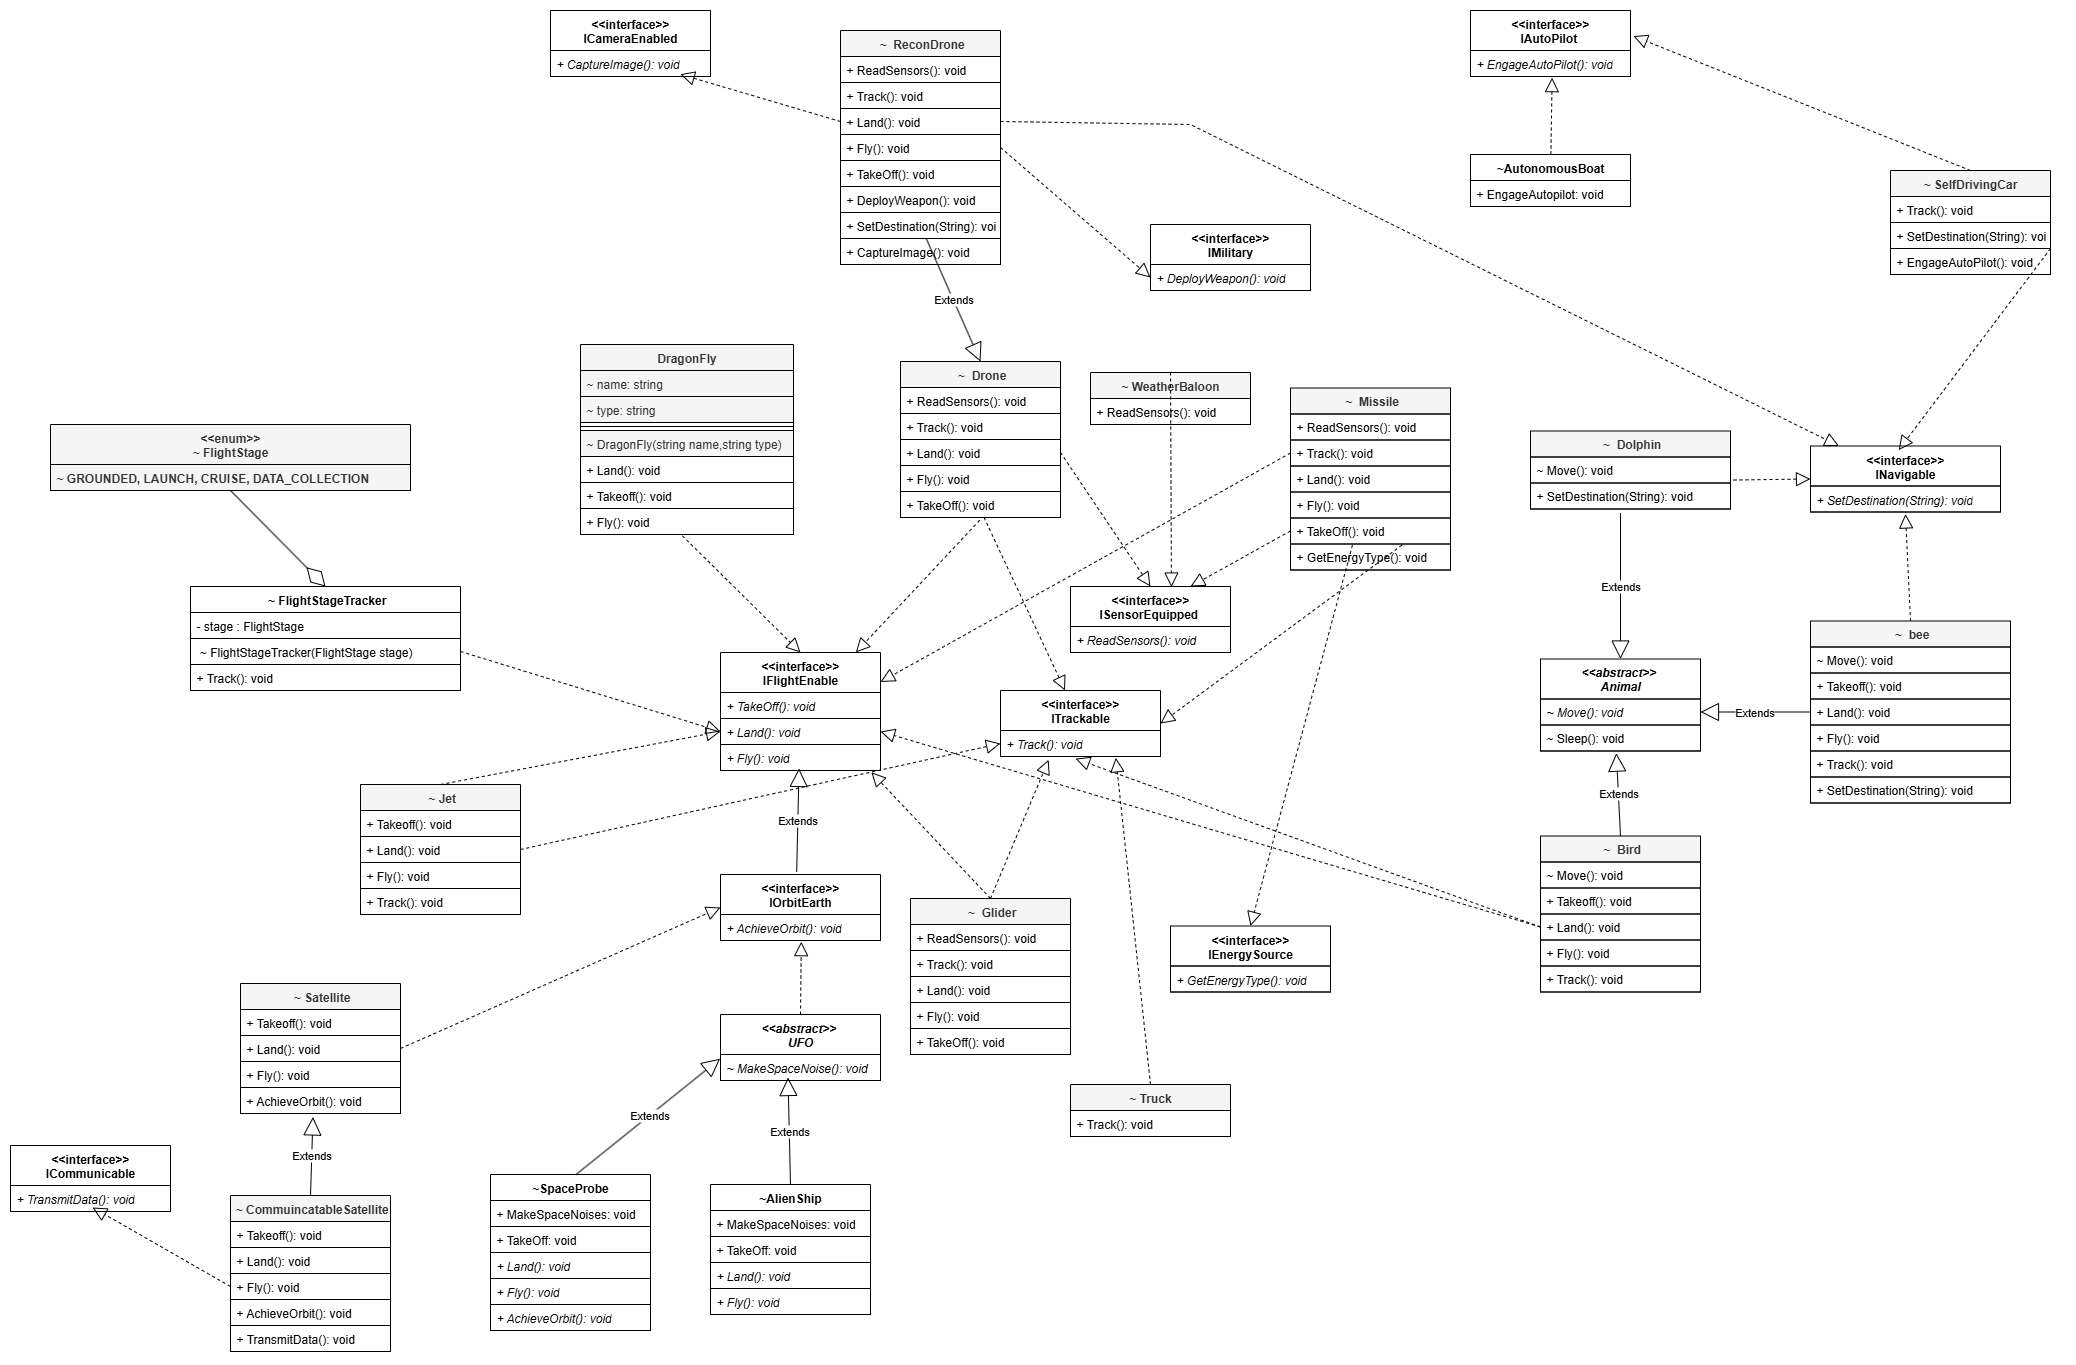 <<interface>>
ICameraEnabled
+ CaptureImage(): void
~ ReconDrone
+ ReadSensors(): void
+ Track(): void
+ Land(): void
+ Fly(): void
+ TakeOff(): void
+ DeployWeapon(): void
+ SetDestination(String): voi
+ CaptureImage(): void
Extends
<<interface>>
IAutoPilot
+ EngageAutoPilot(): void
~AutonomousBoat
+ EngageAutopilot: void
~ SelfDrivingCar
+ Track(): void
+ SetDestination(String): voi
+ EngageAutoPilot(): void
<<interface>>
IMilitary
+ DeployWeapon(): void
DragonFly
~ name: string
~ type: string
~ DragonFly(string name,string type)
+ Land(): void
+ Takeoff(): void
+ Fly(): void
~ Drone
+ ReadSensors(): void
+ Track(): void
+ Land(): void
+ Fly(): void
+ TakeOff(): void
~ WeatherBaloon
+ ReadSensors(): void
~ Missile
+ ReadSensors(): void
+ Track(): void
+ Land(): void
+ Fly(): void
+ TakeOff(): void
+ GetEnergyType(): void
<<enum>>
~ FlightStage
~ GROUNDED, LAUNCH, CRUISE, DATA_COLLECTION
~ Dolphin
~ Move(): void
+ SetDestination(String): void
Extends
<<interface>>
INavigable
+ SetDestination(String): void
~ FlightStageTracker
- stage : FlightStage
~ FlightStageTracker(FlightStage stage)
+ Track(): void
<<interface>>
ISensorEquipped
+ ReadSensors(): void
<<interface>>
IFlightEnable
+ TakeOff(): void
+ Land(): void
+ Fly(): void
Extends
<<interface>>
ITrackable
+ Track(): void
<<abstract>>
Animal
~ Move(): void
~ Sleep(): void
Extends
~ bee
~ Move(): void
+ Takeoff(): void
+ Land(): void
+ Fly(): void
+ Track(): void
+ SetDestination(String): void
Extends
~ Jet
+ Takeoff(): void
+ Land(): void
+ Fly(): void
+ Track(): void
~ Bird
~ Move(): void
+ Takeoff(): void
+ Land(): void
+ Fly(): void
+ Track(): void
<<interface>>
IOrbitEarth
+ AchieveOrbit(): void
~ Glider
+ ReadSensors(): void
+ Track(): void
+ Land(): void
+ Fly(): void
+ TakeOff(): void
<<interface>>
IEnergySource
+ GetEnergyType(): void
~ Satellite
+ Takeoff(): void
+ Land(): void
+ Fly(): void
+ AchieveOrbit(): void
Extends
<<abstract>>
UFO
~ MakeSpaceNoise(): void
Extends
Extends
~ Truck
+ Track(): void
<<interface>>
ICommunicable
+ TransmitData(): void
~ CommuincatableSatellite
+ Takeoff(): void
+ Land(): void
+ Fly(): void
+ AchieveOrbit(): void
+ TransmitData(): void
~SpaceProbe
+ MakeSpaceNoises: void
+ TakeOff: void
+ Land(): void
+ Fly(): void
+ AchieveOrbit(): void
~AlienShip
+ MakeSpaceNoises: void
+ TakeOff: void
+ Land(): void
+ Fly(): void